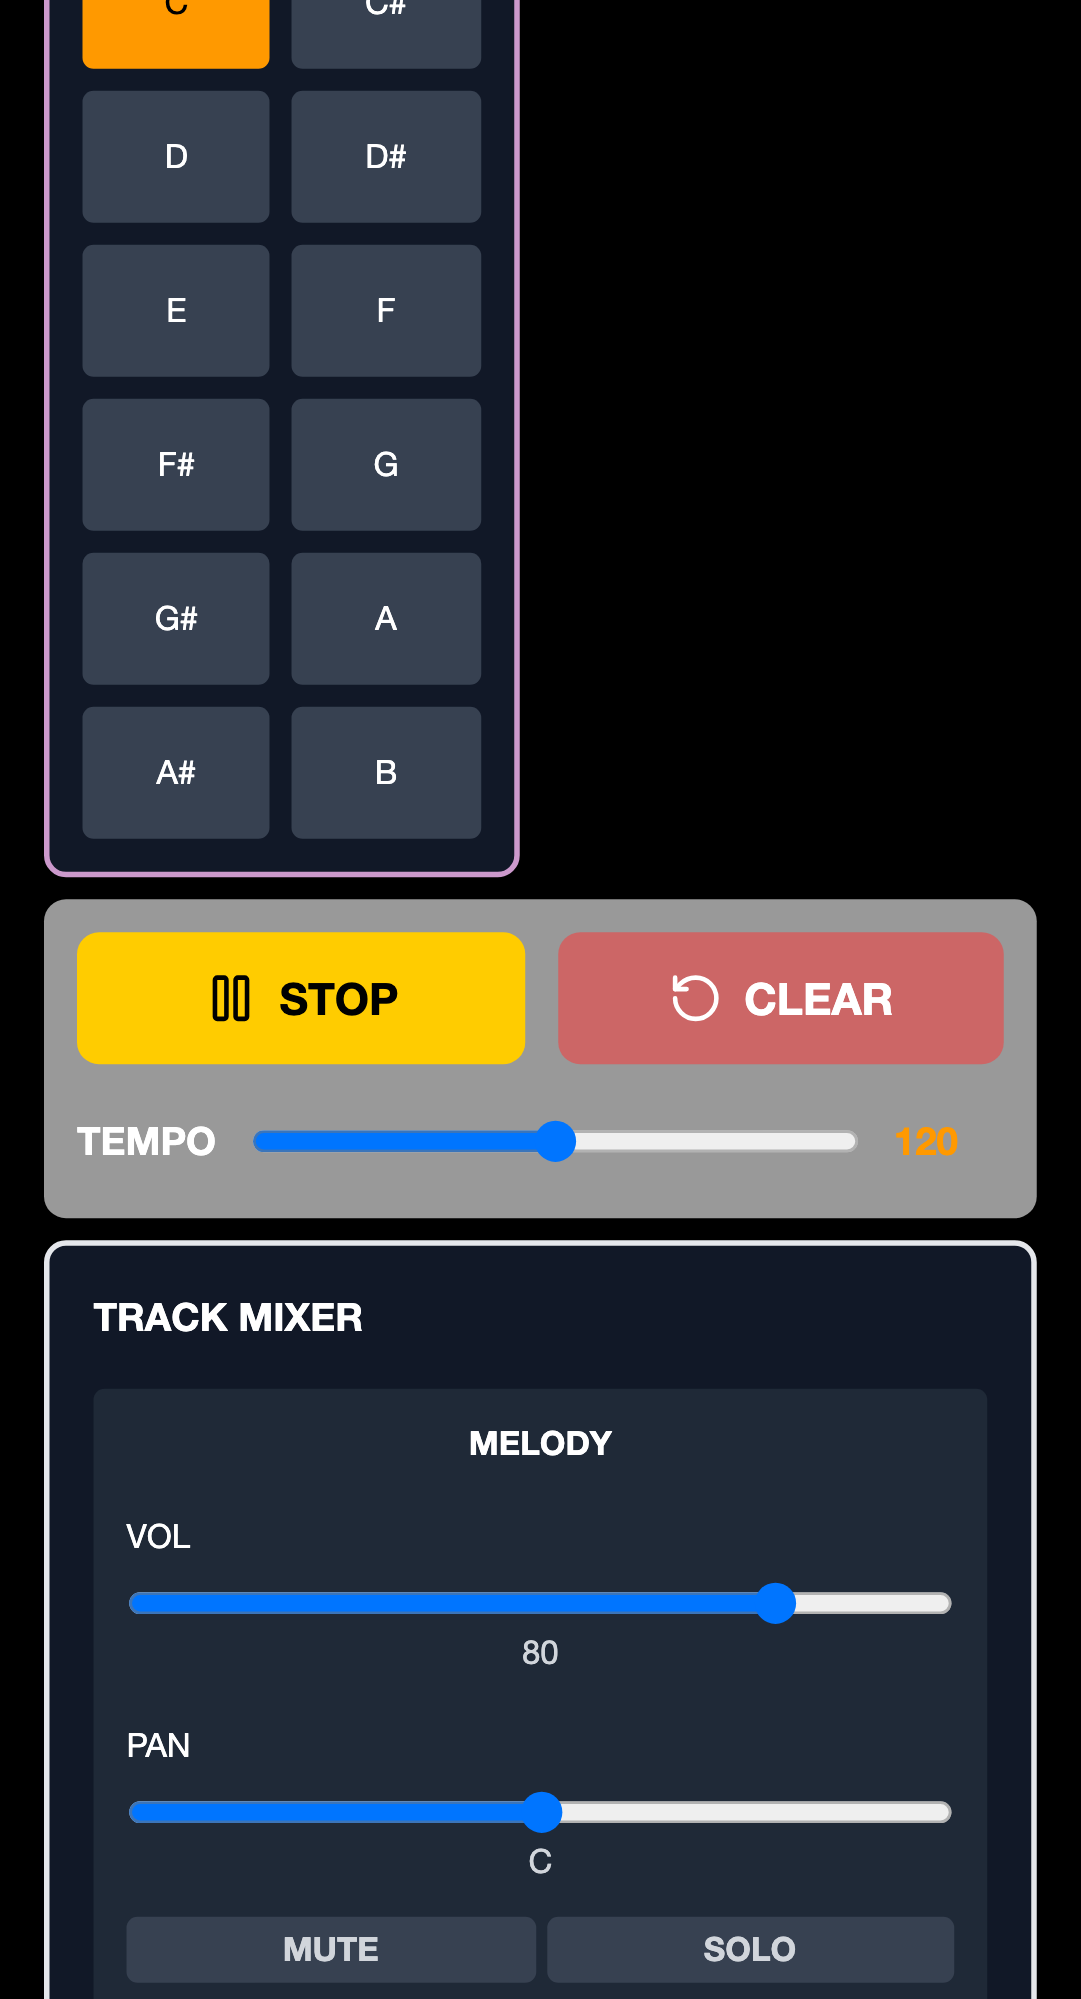 C C#
D D#
E F
F# G
G# A
A# B
STOP CLEAR
TEMPO 120
TRACK MIXER
MELODY
VOL
80
PAN
C
MUTE SOLO